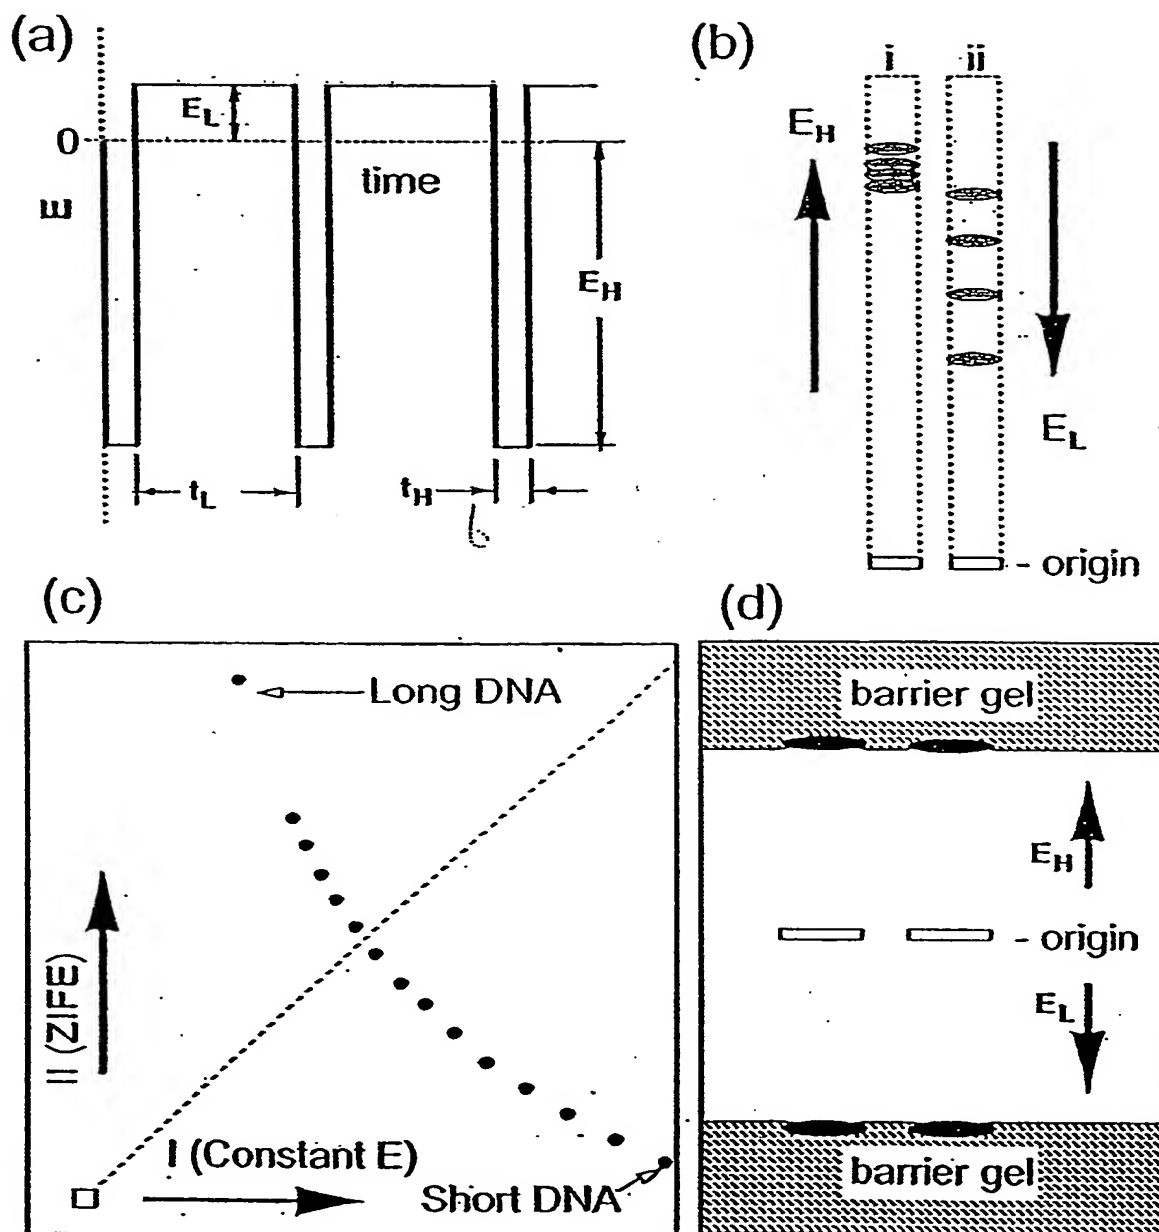 (a)
E_L
0
time
E
E_H
t_L
t_H
6
(b)
i ii
E_H
E_L
- origin
(c)
Long DNA
II (ZIFE)
I (Constant E)
Short DNA
(d)
barrier gel
E_H
- origin
E_L
barrier gel